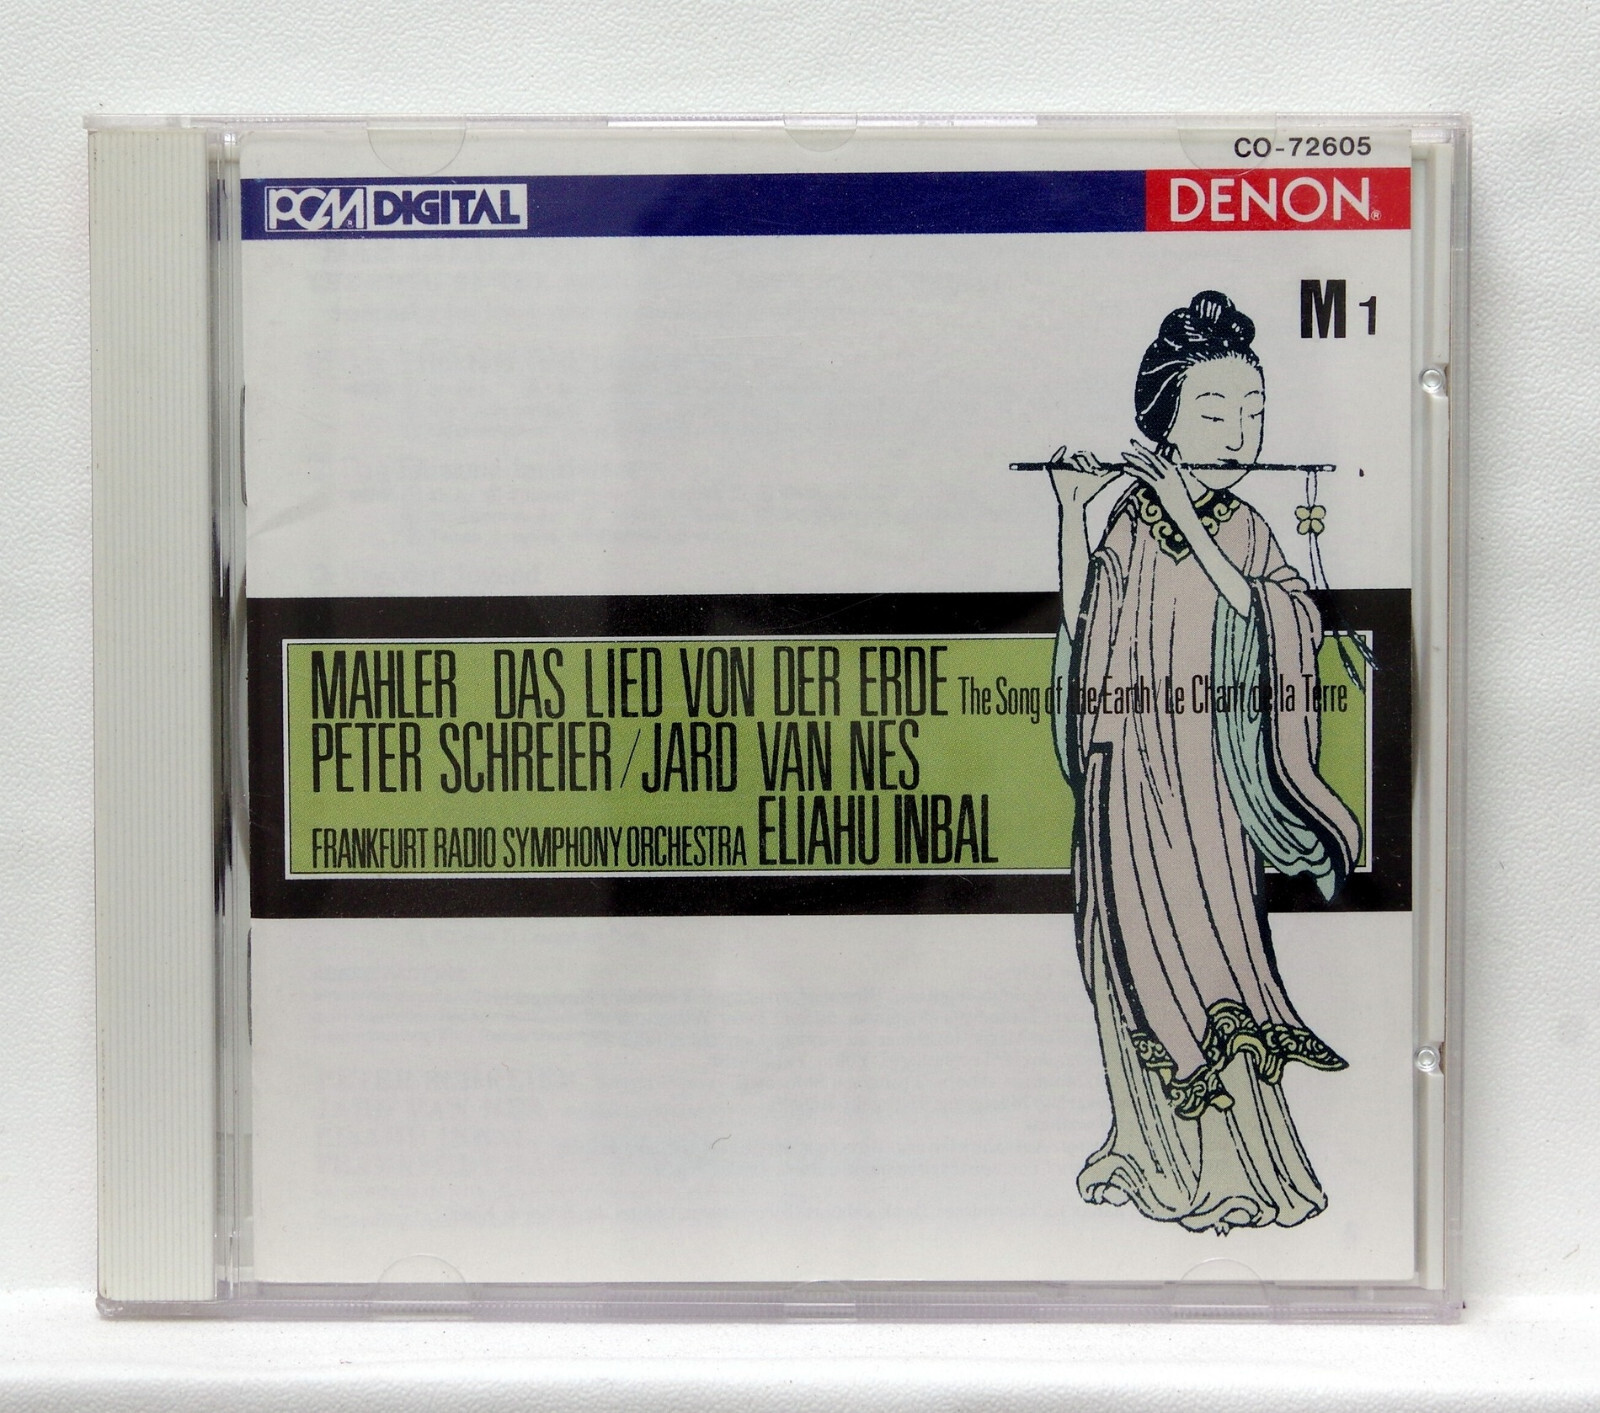 CO-72605
PCM DIGITAL DENON®
M 1
MAHLER DAS LIED VON DER ERDE The Song of the Earth/Le Chant de la Terre
PETER SCHREIER/JARD VAN NES
FRANKFURT RADIO SYMPHONY ORCHESTRA ELIAHU INBAL